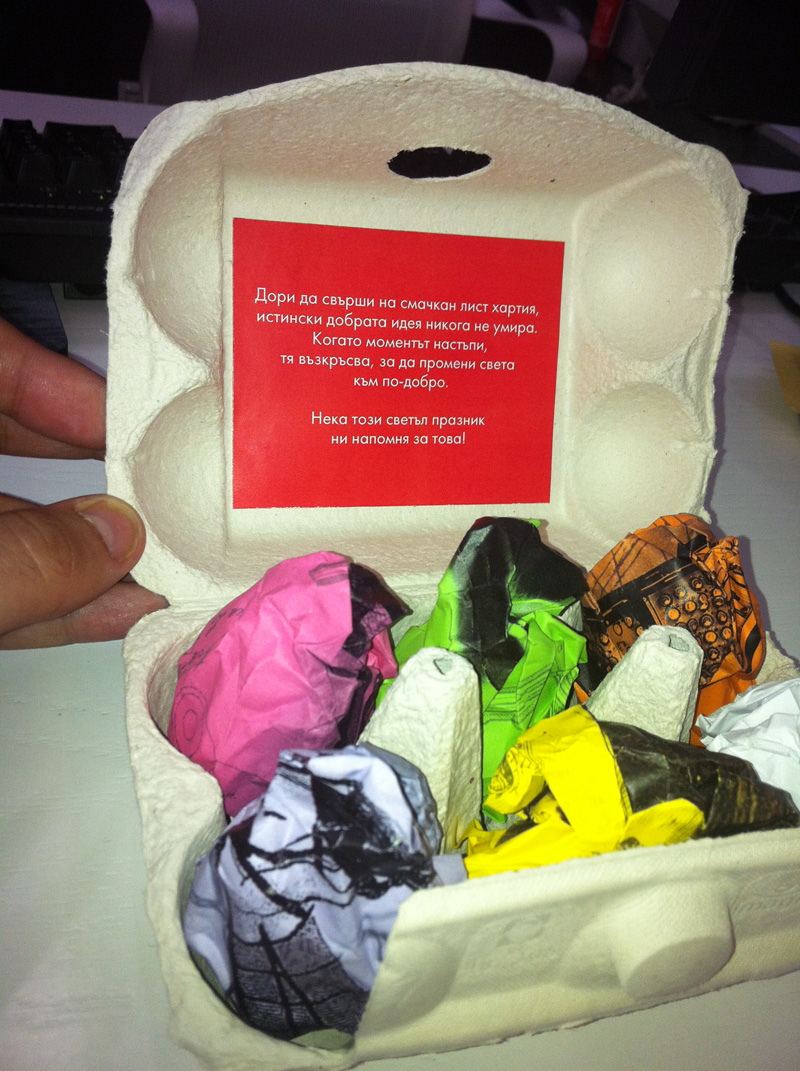 Дори да свърши на смачкан лист хартия,
истински добрата идея никога не умира.
Когато моментът настъпи,
тя възкръсва, за да промени света
към по-добро.
Нека този светъл празник
ни напомня за това!